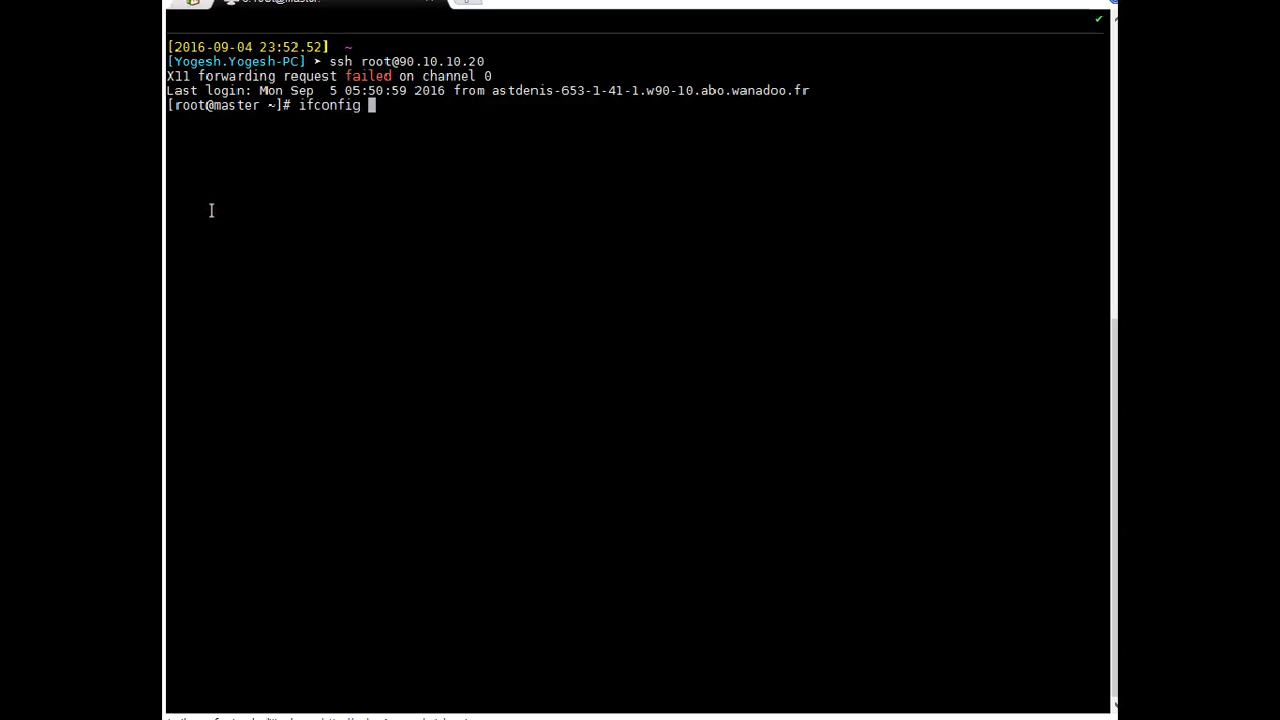 [2016-09-04 23:52.52] ~
[Yogesh.Yogesh-PC] ➤ ssh root@90.10.10.20
X11 forwarding request failed on channel 0
Last login: Mon Sep  5 05:50:59 2016 from astdenis-653-1-41-1.w90-10.abo.wanadoo.fr
[root@master ~]# ifconfig